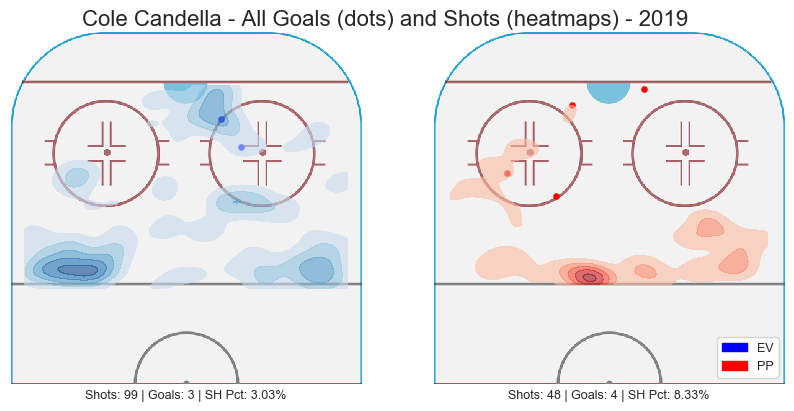 Cole Candella - All Goals (dots) and Shots (heatmaps) - 2019
EV
PP
Shots: 99 | Goals: 3 | SH Pct: 3.03%
Shots: 48 | Goals: 4 | SH Pct: 8.33%